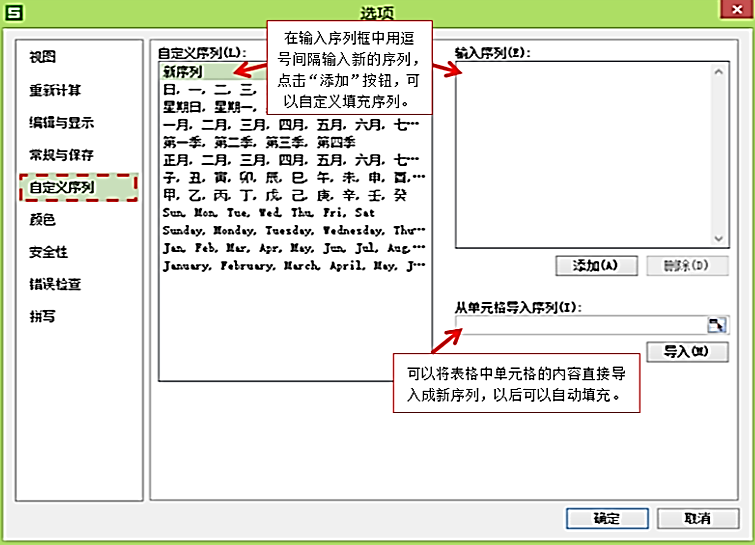 S
选项
视图
重新计算
编辑与显示
常规与保存
自定义序列
颜色
安全性
错误检查
拼写
自定义序列(L):
新序列
日, 一, 二, 三,
星期日, 星期一,
一月, 二月, 三月, 四月, 五月, 六月, 七…
第一季, 第二季, 第三季, 第四季
正月, 二月, 三月, 四月, 五月, 六月, 七…
子, 丑, 寅, 卯, 辰, 巳, 午, 未, 申, 酉,…
甲, 乙, 丙, 丁, 戊, 己, 庚, 辛, 壬, 癸
Sun, Mon, Tue, Wed, Thu, Fri, Sat
Sunday, Monday, Tuesday, Wednesday, Thur…
Jan, Feb, Mar, Apr, May, Jun, Jul, Aug,…
January, February, March, April, May, J…
在输入序列框中用逗
号间隔输入新的序列，
点击“添加”按钮，可
以自定义填充序列。
输入序列(E):
添加(A)
删除(D)
从单元格导入序列(I):
导入(M)
可以将表格中单元格的内容直接导
入成新序列，以后可以自动填充。
确定
取消